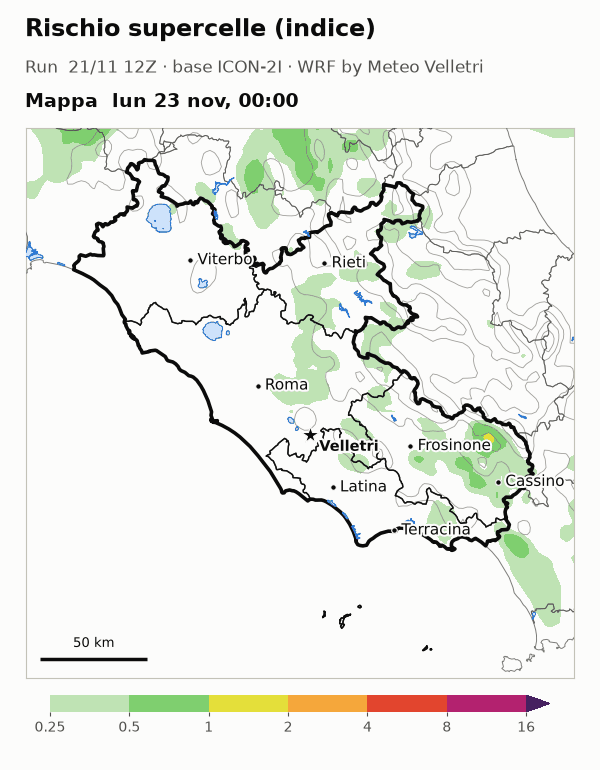 Rischio supercelle (indice)
Run  21/11 12Z · base ICON-2I · WRF by Meteo Velletri
Mappa  lun 23 nov, 00:00
Viterbo
Rieti
Roma
Velletri
Frosinone
Latina
Cassino
Terracina
50 km
0.25 0.5 1 2 4 8 16